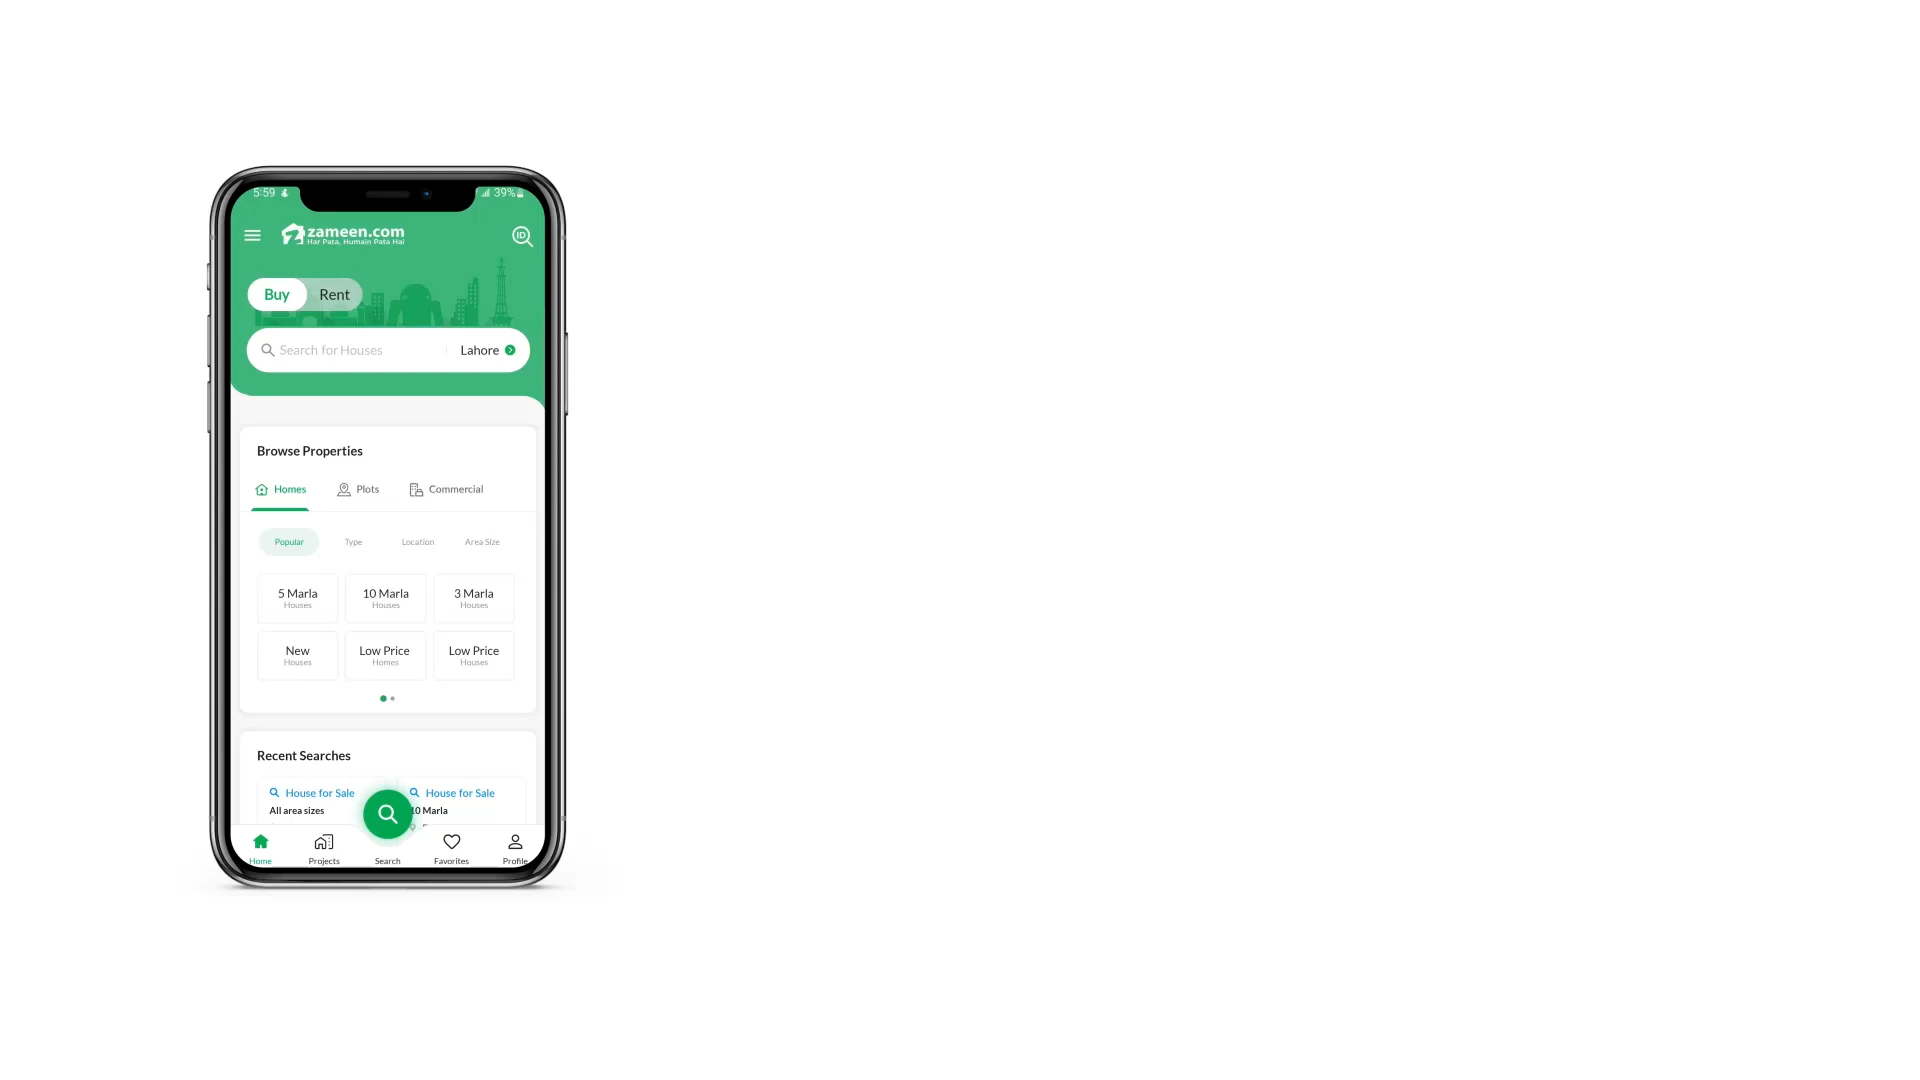 5:59
39%
zameen.com
Har Pata, Humain Pata Hai
ID
Buy Rent
Search for Houses Lahore
Browse Properties
Homes Plots Commercial
Popular Type Location Area Size
5 Marla 10 Marla 3 Marla
Houses Houses Houses
New Low Price Low Price
Houses Homes Houses
Recent Searches
House for Sale House for Sale
All area sizes 10 Marla
Home Projects Search Favorites Profile